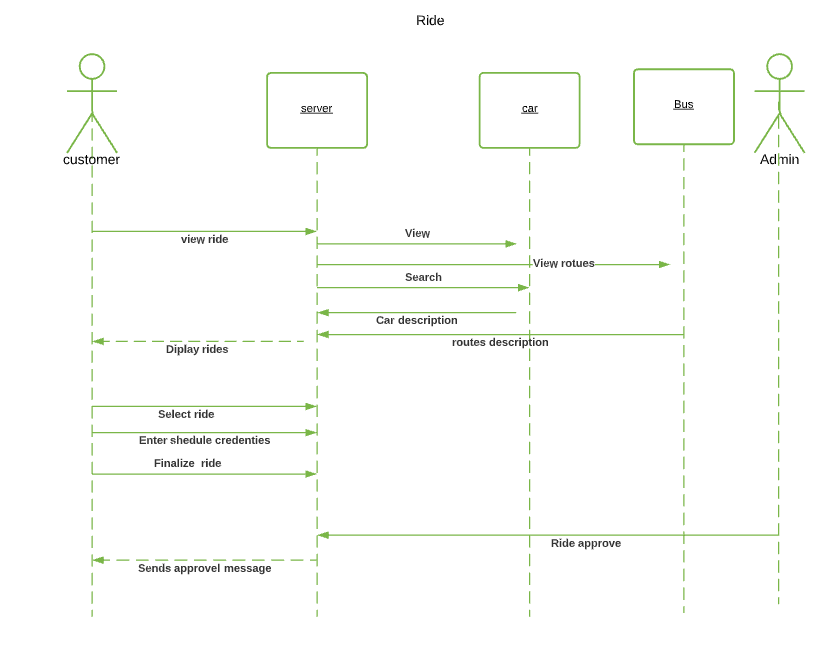 Ride
server
car
Bus
customer
Admin
view ride
View
View rotues
Search
Car description
routes description
Diplay rides
Select ride
Enter shedule credenties
Finalize ride
Ride approve
Sends approvel message